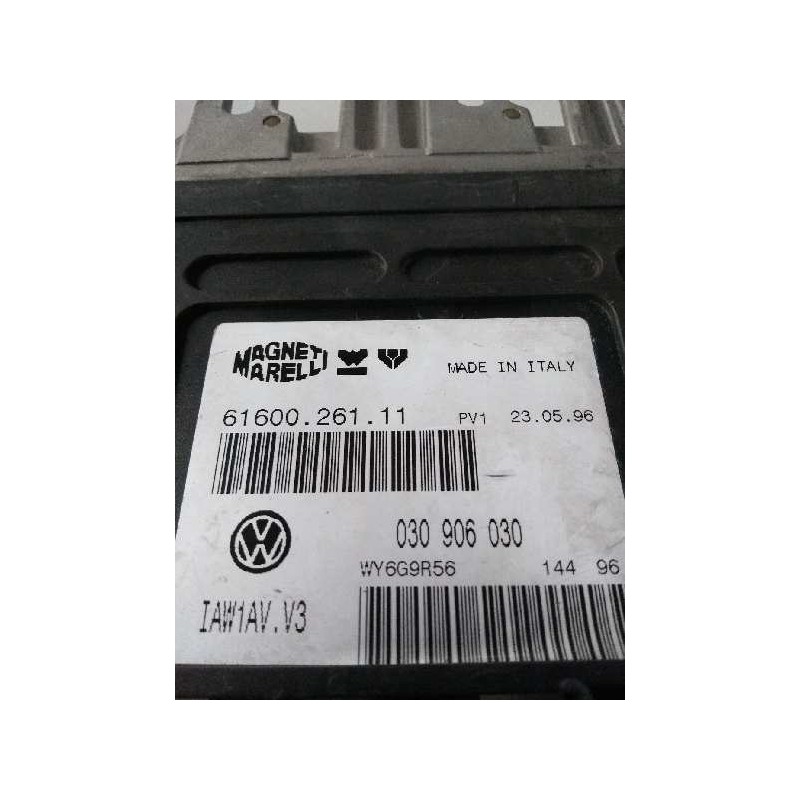 MAGNETI
MARELLI
MADE IN ITALY
61600.261.11 PV1 23.05.96
030 906 030
WY6G9R56 144 96
IAW1AV.V3